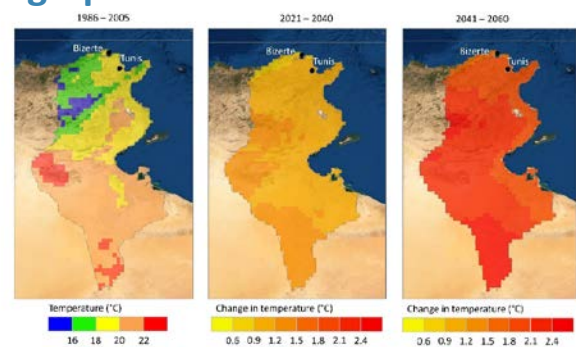 1986 – 2005
2021 – 2040
2041 – 2060
Bizerte
Tunis
Bizerte
Tunis
Bizerte
Tunis
Temperature (°C)
16 18 20 22
Change in temperature (°C)
0.6 0.9 1.2 1.5 1.8 2.1 2.4
Change in temperature (°C)
0.6 0.9 1.2 1.5 1.8 2.1 2.4